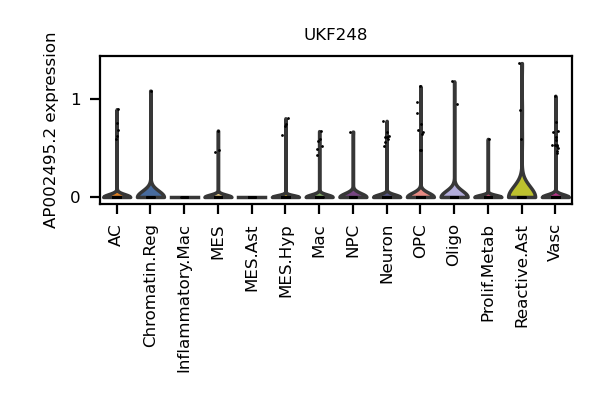 UKF248
AP002495.2 expression
1
0
AC
Chromatin.Reg
Inflammatory.Mac
MES
MES.Ast
MES.Hyp
Mac
NPC
Neuron
OPC
Oligo
Prolif.Metab
Reactive.Ast
Vasc